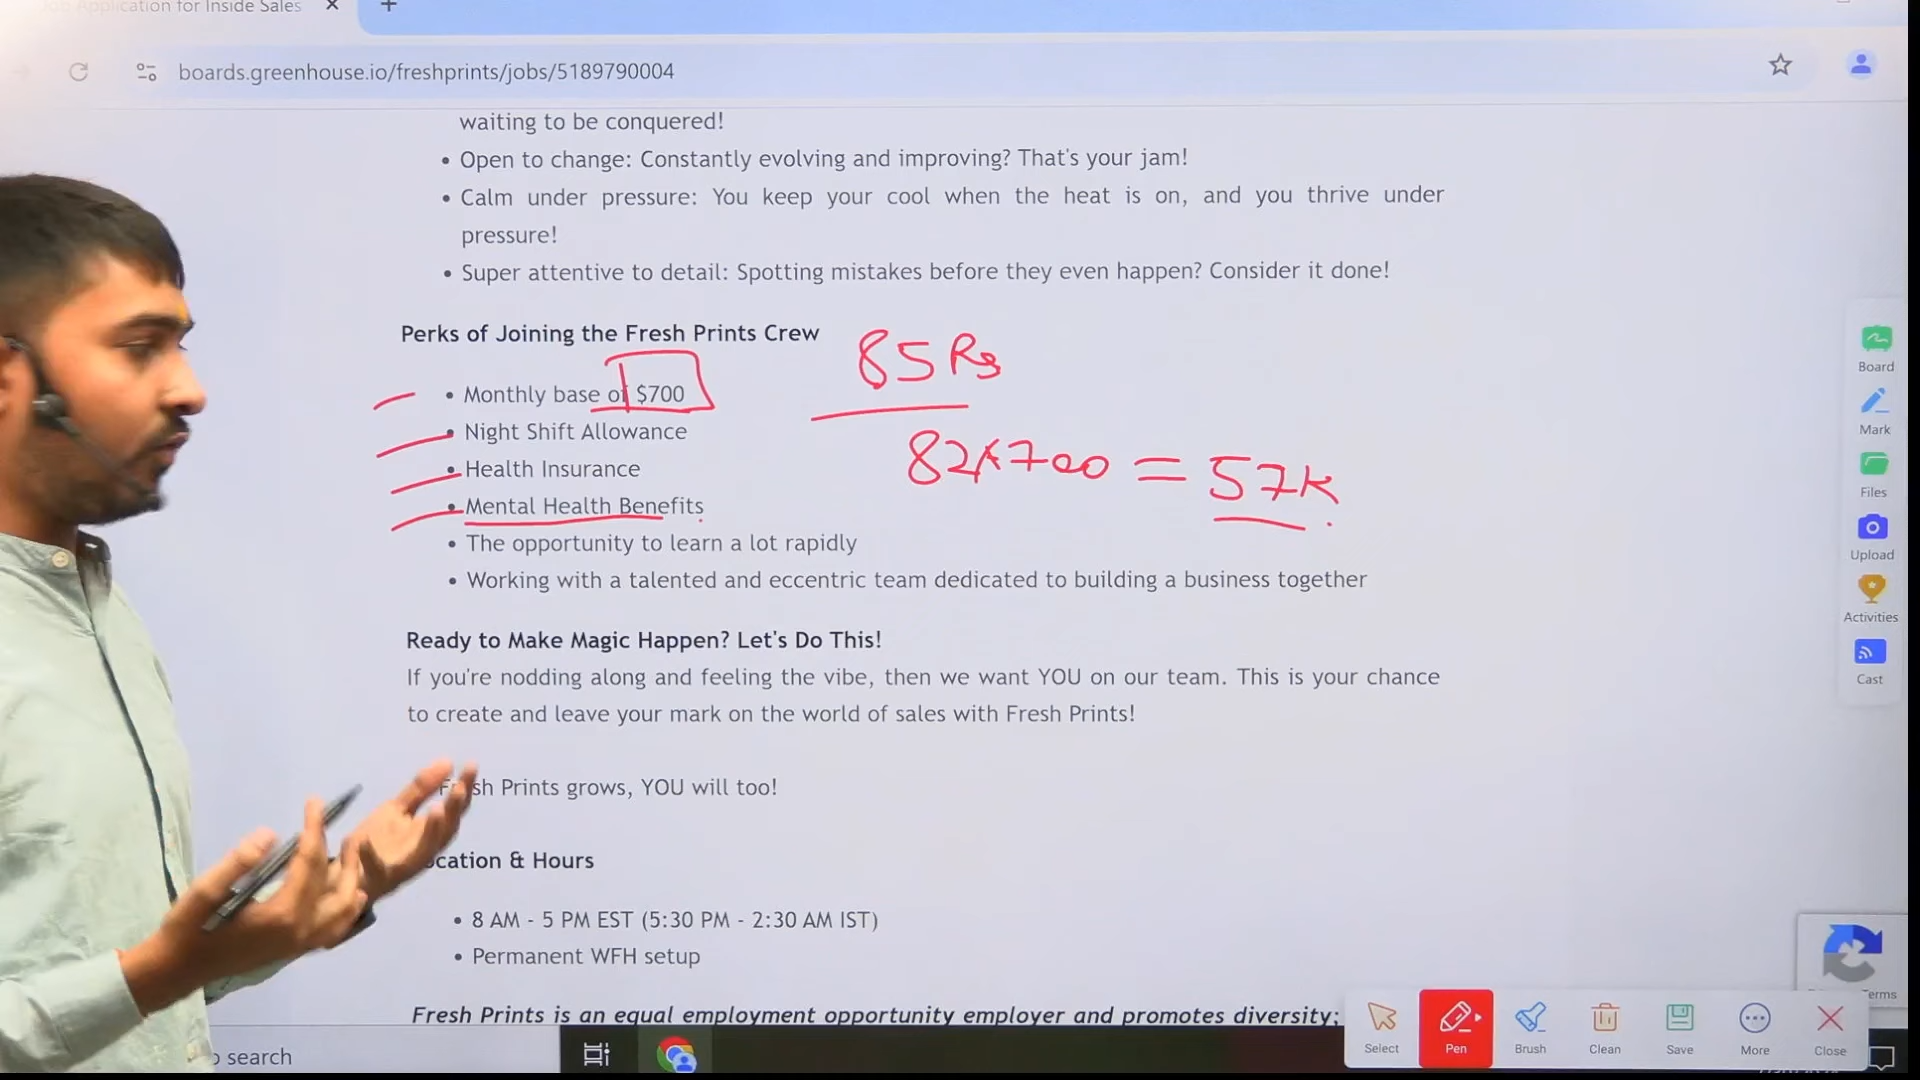 Application for Inside Sales
boards.greenhouse.io/freshprints/jobs/5189790004
waiting to be conquered!
• Open to change: Constantly evolving and improving? That's your jam!
• Calm under pressure: You keep your cool when the heat is on, and you thrive under
pressure!
• Super attentive to detail: Spotting mistakes before they even happen? Consider it done!
Perks of Joining the Fresh Prints Crew
85 Rs
• Monthly base of $700
• Night Shift Allowance
82x700 = 57k
• Health Insurance
• Mental Health Benefits
• The opportunity to learn a lot rapidly
• Working with a talented and eccentric team dedicated to building a business together
Ready to Make Magic Happen? Let's Do This!
If you're nodding along and feeling the vibe, then we want YOU on our team. This is your chance
to create and leave your mark on the world of sales with Fresh Prints!
Fresh Prints grows, YOU will too!
Location & Hours
• 8 AM - 5 PM EST (5:30 PM - 2:30 AM IST)
• Permanent WFH setup
Fresh Prints is an equal employment opportunity employer and promotes diversity;
search
Board
Mark
Files
Upload
Activities
Cast
Terms
Select
Pen
Brush
Clean
Save
More
Close